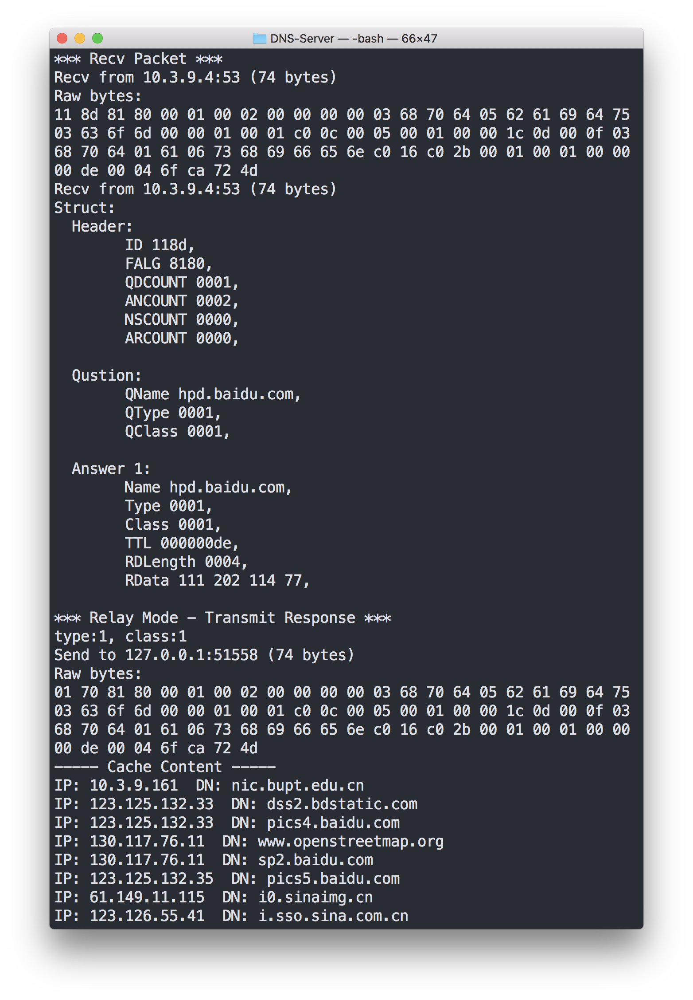 DNS-Server — -bash — 66×47
*** Recv Packet ***
Recv from 10.3.9.4:53 (74 bytes)
Raw bytes:
11 8d 81 80 00 01 00 02 00 00 00 00 03 68 70 64 05 62 61 69 64 75
03 63 6f 6d 00 00 01 00 01 c0 0c 00 05 00 01 00 00 1c 0d 00 0f 03
68 70 64 01 61 06 73 68 69 66 65 6e c0 16 c0 2b 00 01 00 01 00 00
00 de 00 04 6f ca 72 4d
Recv from 10.3.9.4:53 (74 bytes)
Struct:
Header:
ID 118d,
FALG 8180,
QDCOUNT 0001,
ANCOUNT 0002,
NSCOUNT 0000,
ARCOUNT 0000,
Qustion:
QName hpd.baidu.com,
QType 0001,
QClass 0001,
Answer 1:
Name hpd.baidu.com,
Type 0001,
Class 0001,
TTL 000000de,
RDLength 0004,
RData 111 202 114 77,
*** Relay Mode - Transmit Response ***
type:1, class:1
Send to 127.0.0.1:51558 (74 bytes)
Raw bytes:
01 70 81 80 00 01 00 02 00 00 00 00 03 68 70 64 05 62 61 69 64 75
03 63 6f 6d 00 00 01 00 01 c0 0c 00 05 00 01 00 00 1c 0d 00 0f 03
68 70 64 01 61 06 73 68 69 66 65 6e c0 16 c0 2b 00 01 00 01 00 00
00 de 00 04 6f ca 72 4d
----- Cache Content -----
IP: 10.3.9.161  DN: nic.bupt.edu.cn
IP: 123.125.132.33  DN: dss2.bdstatic.com
IP: 123.125.132.33  DN: pics4.baidu.com
IP: 130.117.76.11  DN: www.openstreetmap.org
IP: 130.117.76.11  DN: sp2.baidu.com
IP: 123.125.132.35  DN: pics5.baidu.com
IP: 61.149.11.115  DN: i0.sinaimg.cn
IP: 123.126.55.41  DN: i.sso.sina.com.cn